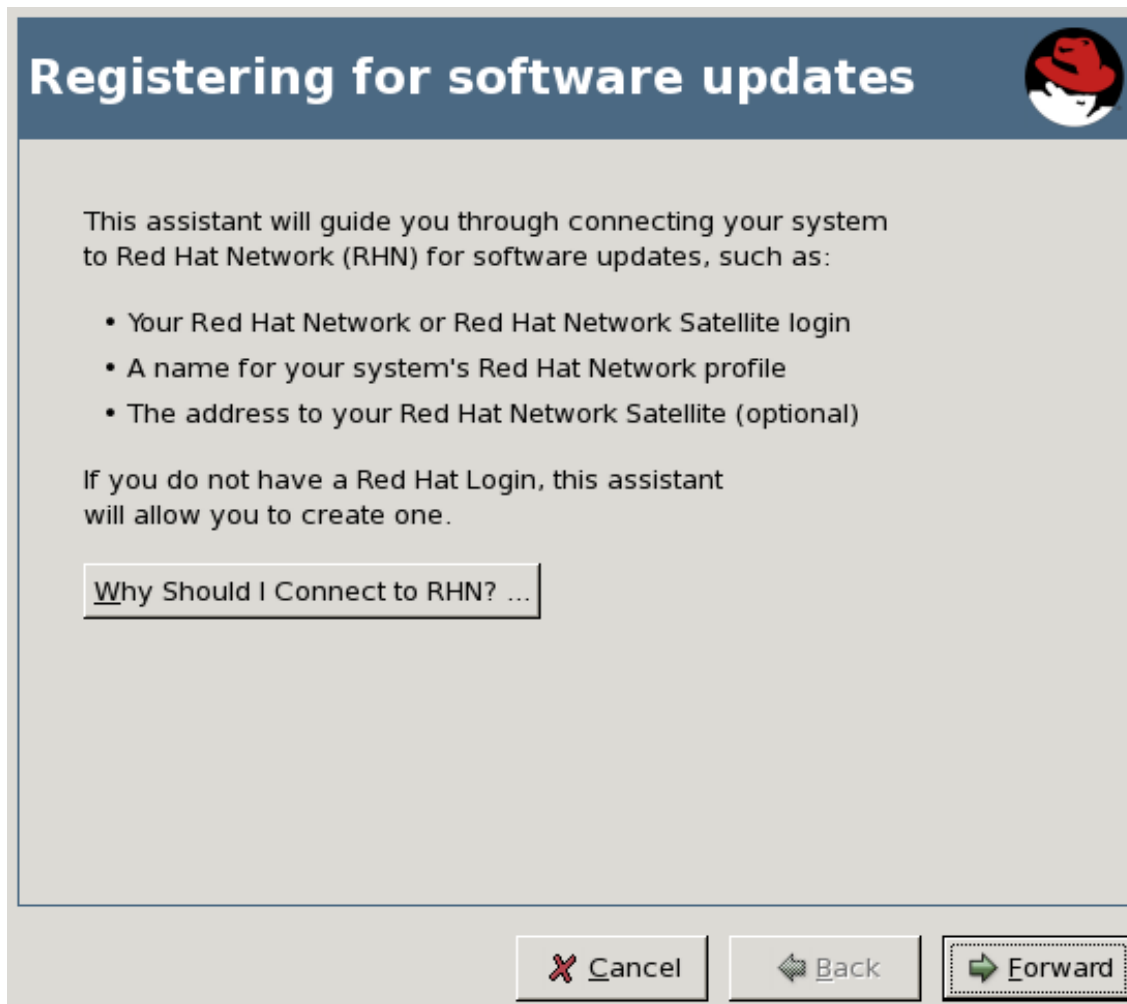 Registering for software updates
This assistant will guide you through connecting your system
to Red Hat Network (RHN) for software updates, such as:
• Your Red Hat Network or Red Hat Network Satellite login
• A name for your system's Red Hat Network profile
• The address to your Red Hat Network Satellite (optional)
If you do not have a Red Hat Login, this assistant
will allow you to create one.
Why Should I Connect to RHN? ...
Cancel Back Forward